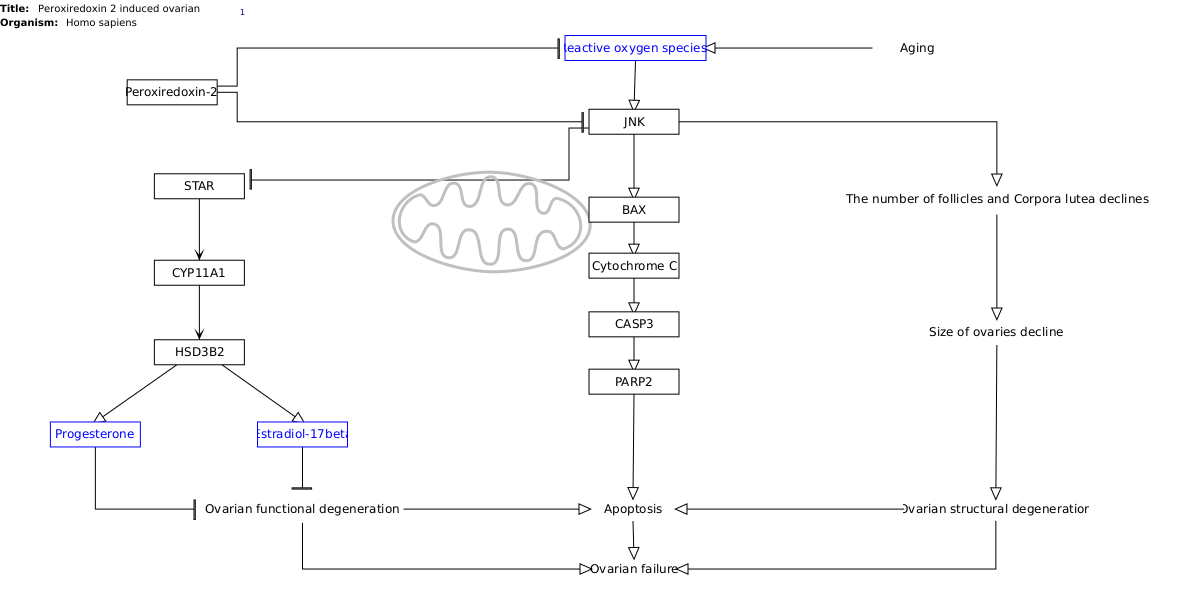 Title: Peroxiredoxin 2 induced ovarian
1
Organism: Homo sapiens
Reactive oxygen species
Aging
Peroxiredoxin-2
JNK
STAR
The number of follicles and Corpora lutea declines
BAX
Cytochrome C
CYP11A1
CASP3
Size of ovaries decline
HSD3B2
PARP2
Progesterone
Estradiol-17beta
Ovarian functional degeneration
Apoptosis
Ovarian structural degeneration
Ovarian failure